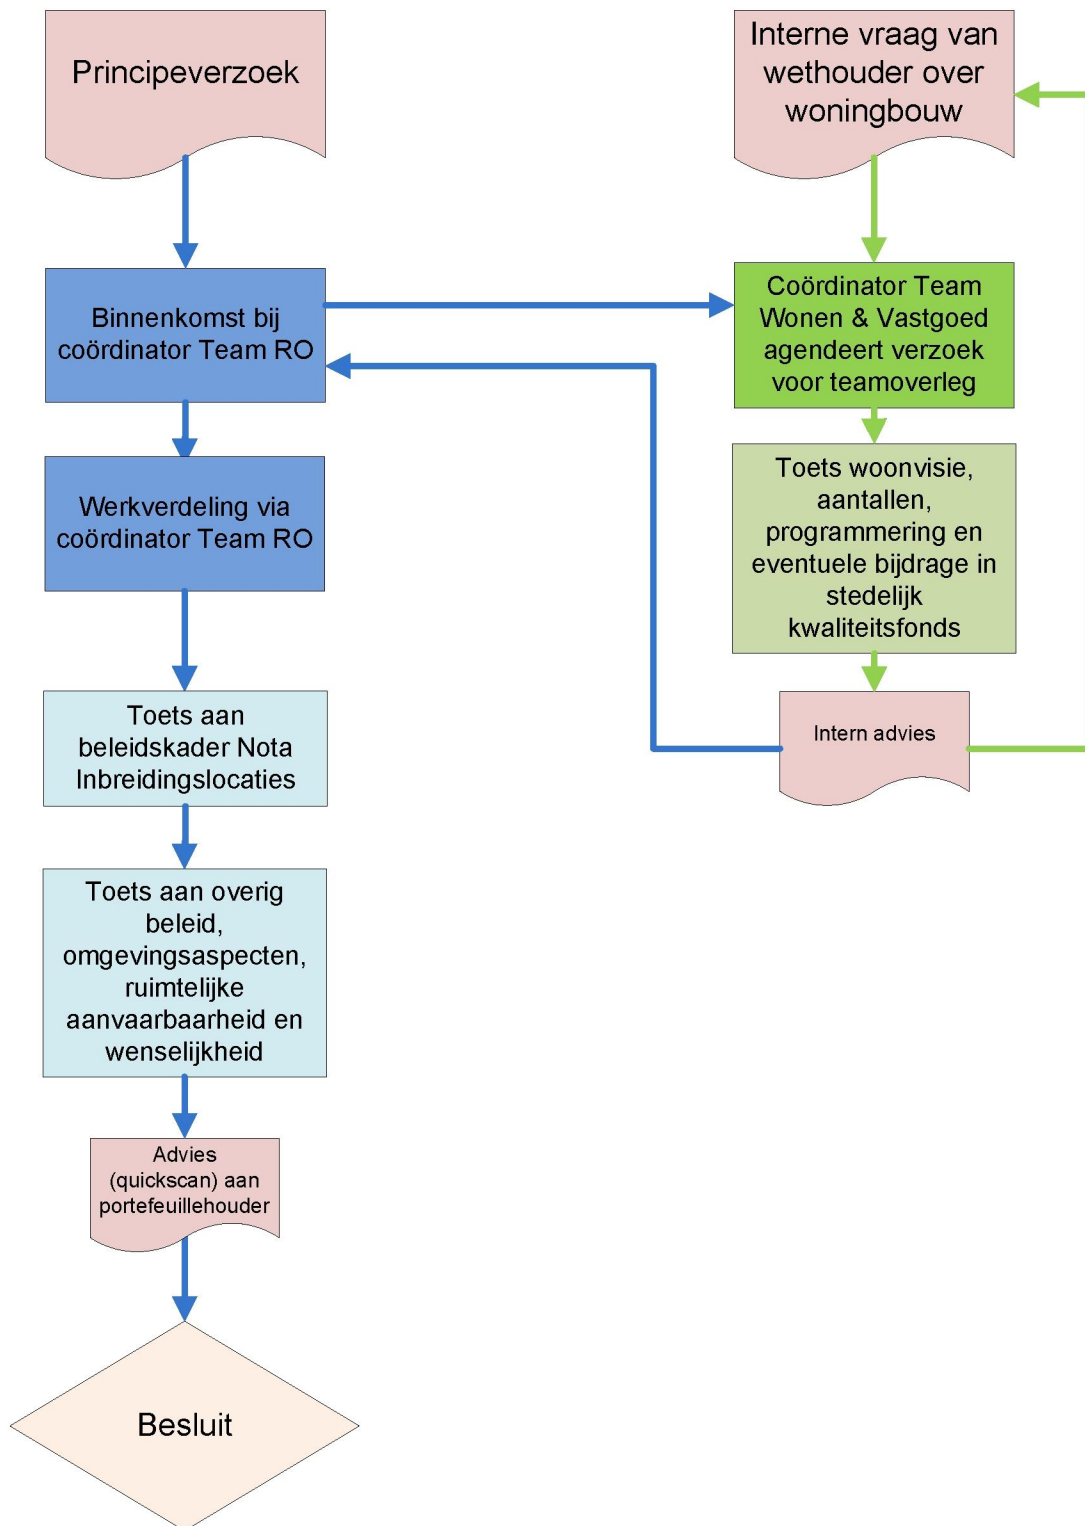 Principeverzoek
Binnenkomst bij
coördinator Team RO
Werkverdeling via
coördinator Team RO
Toets aan
beleidskader Nota
Inbreidingslocaties
Toets aan overig
beleid,
omgevingsaspecten,
ruimtelijke
aanvaarbaarheid en
wenselijkheid
Advies
(quickscan) aan
portefeuillehouder
Besluit
Interne vraag van
wethouder over
woningbouw
Coördinator Team
Wonen & Vastgoed
agendeert verzoek
voor teamoverleg
Toets woonvisie,
aantallen,
programmering en
eventuele bijdrage in
stedelijk
kwaliteitsfonds
Intern advies